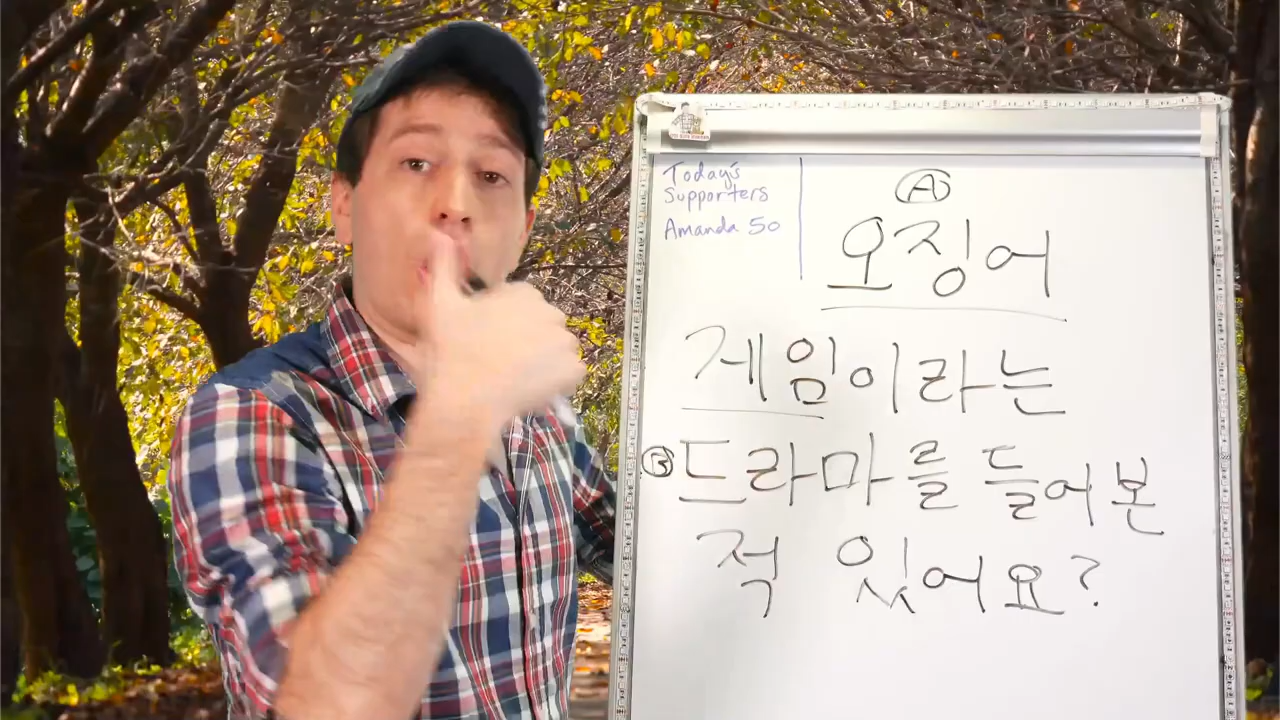 Today's
Supporters
Amanda 50
Ⓐ
오징어
게임이라는
Ⓑ드라마를 들어본
적 있어요?